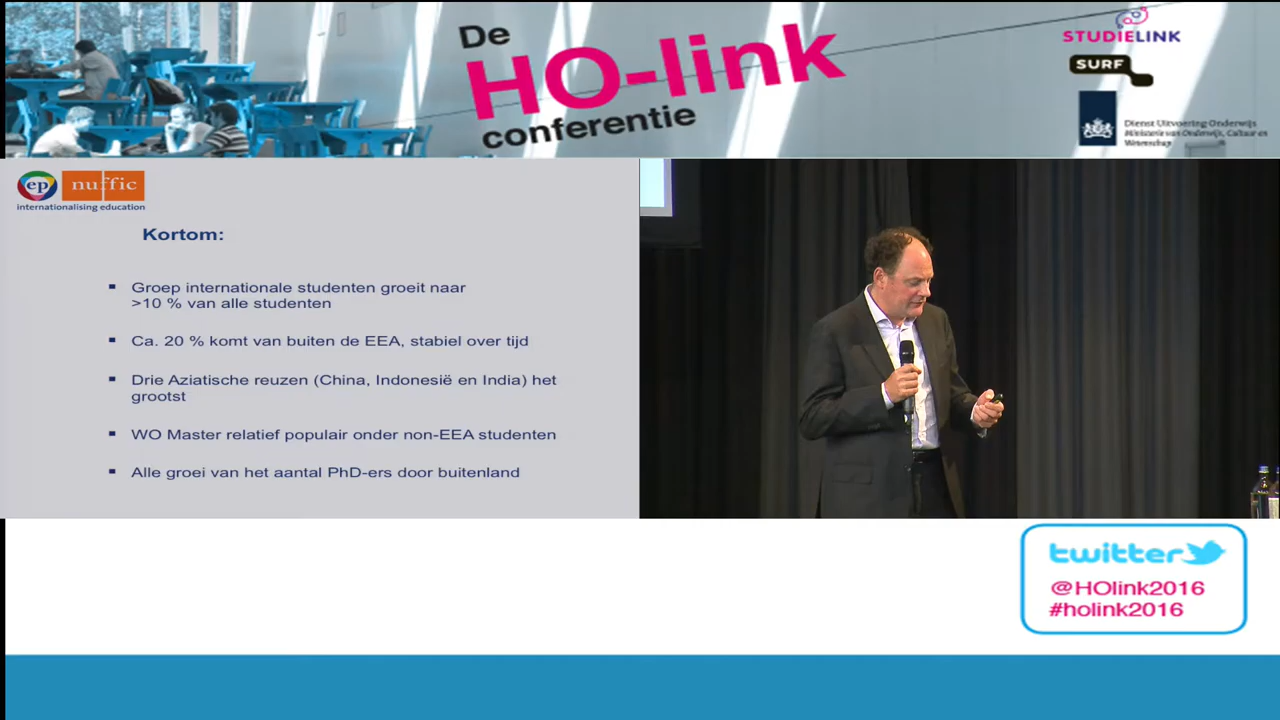 De
HO-link
conferentie
STUDIELINK
SURF
Dienst Uitvoering Onderwijs
Ministerie van Onderwijs, Cultuur en
Wetenschap
ep nuffic
internationalising education
Kortom:
Groep internationale studenten groeit naar
>10 % van alle studenten
Ca. 20 % komt van buiten de EEA, stabiel over tijd
Drie Aziatische reuzen (China, Indonesië en India) het
grootst
WO Master relatief populair onder non-EEA studenten
Alle groei van het aantal PhD-ers door buitenland
twitter
@HOlink2016
#holink2016